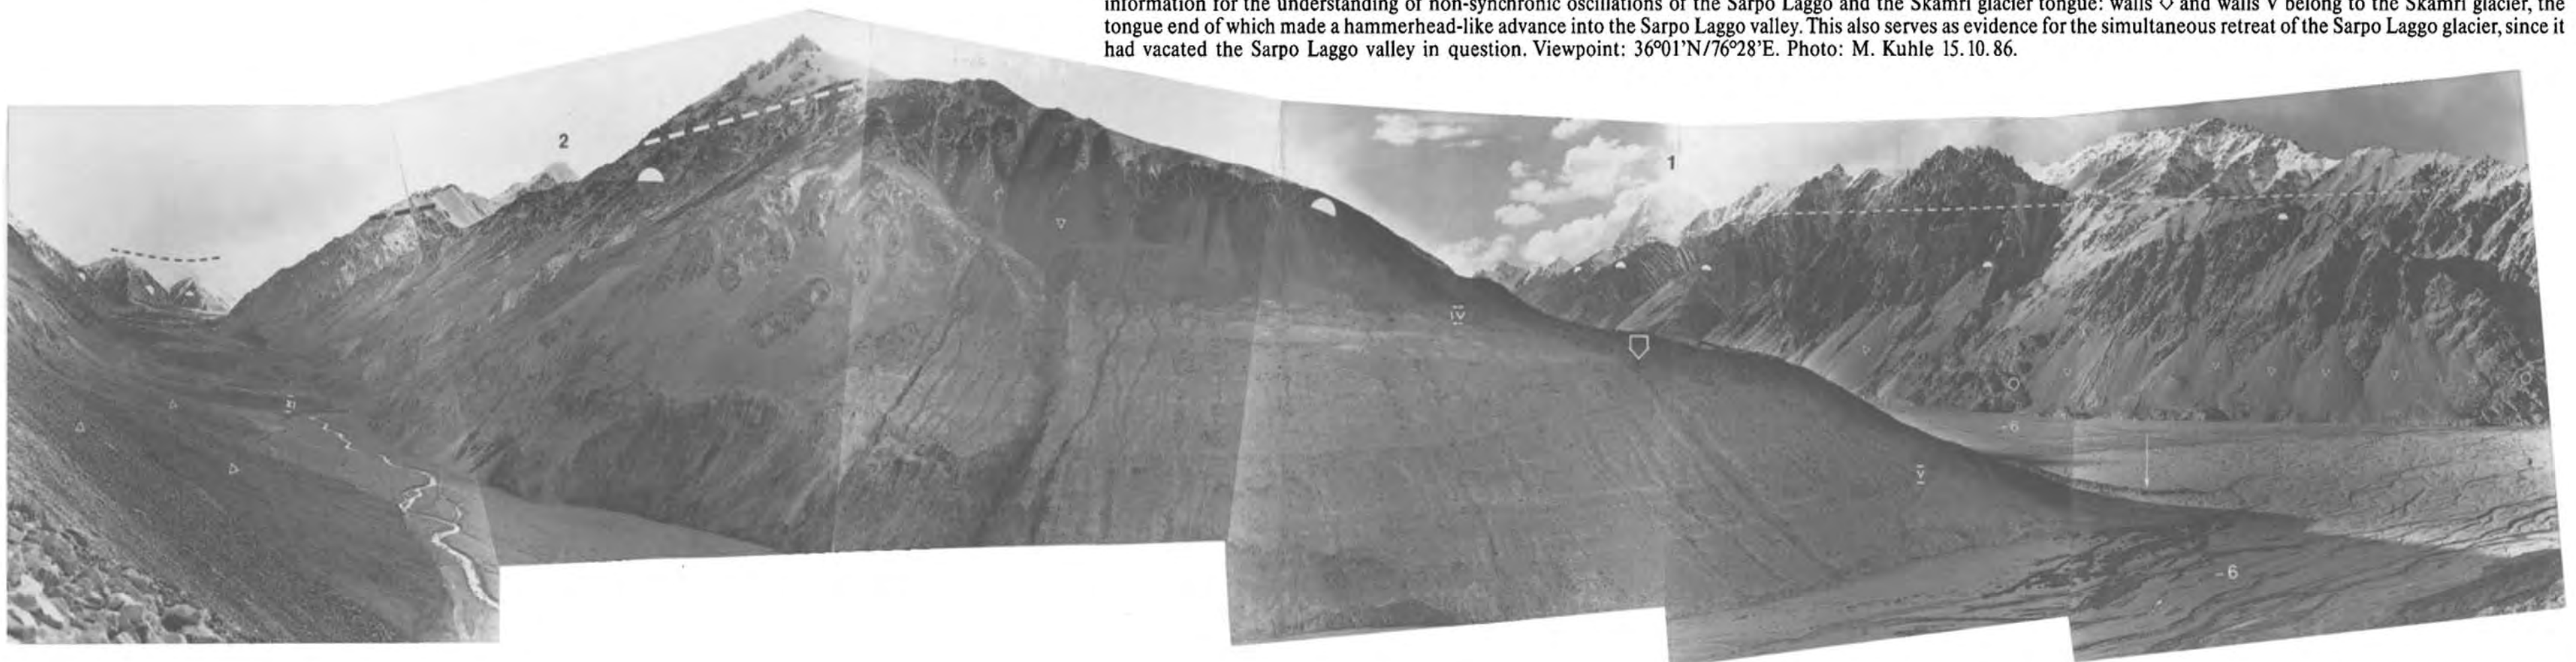 information for the understanding of non-synchronic oscillations of the Sarpo Laggo and the Skamri glacier tongue: walls ◇ and walls V belong to the Skamri glacier, the
tongue end of which made a hammerhead-like advance into the Sarpo Laggo valley. This also serves as evidence for the simultaneous retreat of the Sarpo Laggo glacier, since it
had vacated the Sarpo Laggo valley in question. Viewpoint: 36°01'N/76°28'E. Photo: M. Kuhle 15.10.86.
2
1
IV
XI
-6
V
-6